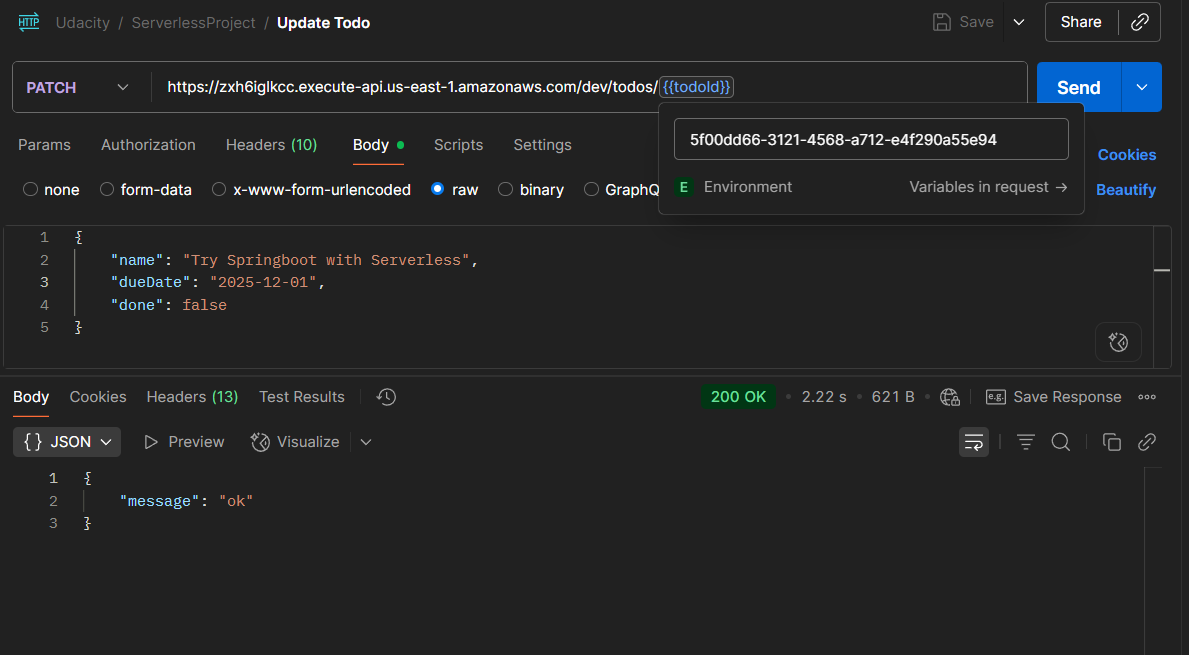 HTTP Udacity / ServerlessProject / Update Todo Save Share
PATCH https://zxh6iglkcc.execute-api.us-east-1.amazonaws.com/dev/todos/{{todoId}} Send
5f00dd66-3121-4568-a712-e4f290a55e94
Params Authorization Headers (10) Body Scripts Settings Cookies
E Environment Variables in request →
none form-data x-www-form-urlencoded raw binary GraphQ Beautify
1 {
2 "name": "Try Springboot with Serverless",
3 "dueDate": "2025-12-01",
4 "done": false
5 }
Body Cookies Headers (13) Test Results 200 OK • 2.22 s • 621 B • e.g. Save Response
{} JSON Preview Visualize
1 {
2 "message": "ok"
3 }